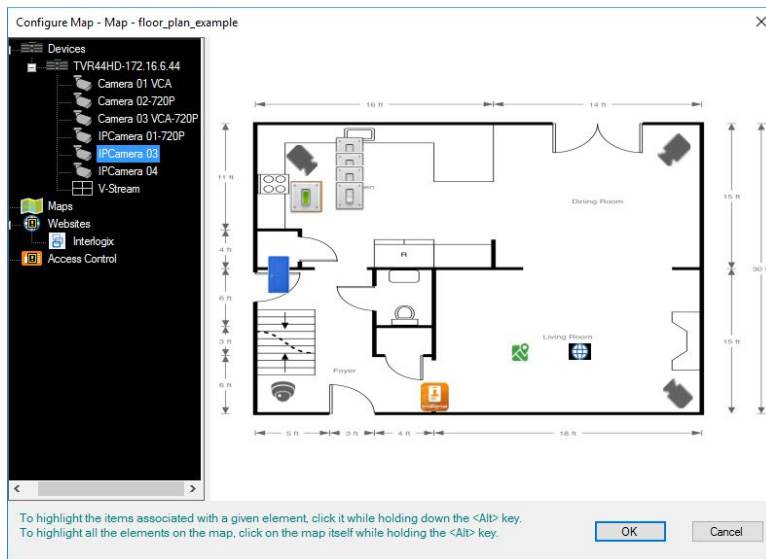 Configure Map - Map - floor_plan_example
Devices
TVR44HD-172.16.6.44
Camera 01 VCA
Camera 02-720P
Camera 03 VCA-720P
IPCamera 01-720P
IPCamera 03
IPCamera 04
V-Stream
Maps
Websites
Interlogix
Access Control
16 ft
14 ft
11 ft
4 ft
6 ft
3 ft
6 ft
en
R
Dining Room
15 ft
30 ft
15 ft
Living Room
Foyer
5 ft
3 ft
4 ft
18 ft
To highlight the items associated with a given element, click it while holding down the <Alt> key.
To highlight all the elements on the map, click on the map itself while holding the <Alt> key.
OK
Cancel